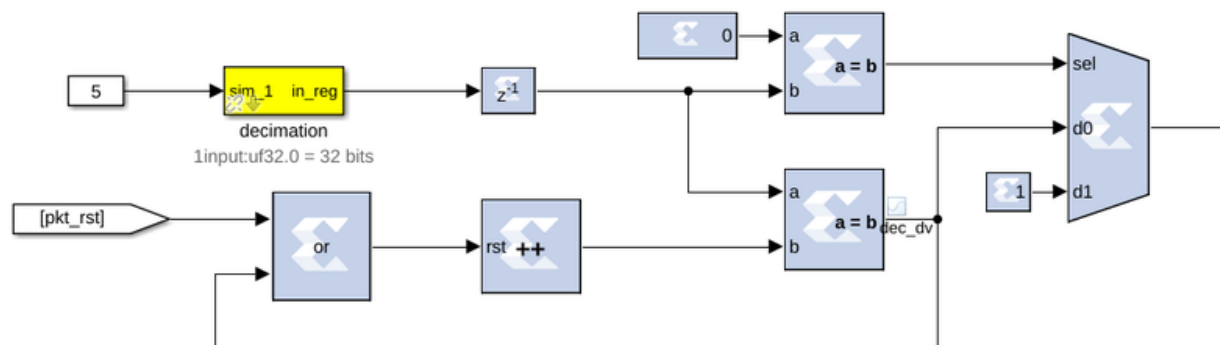 0
a
b
a = b
5
sim_1
in_reg
decimation
1input:uf32.0 = 32 bits
z-1
sel
d0
d1
1
[pkt_rst]
or
rst
++
a
b
a = b
dec_dv